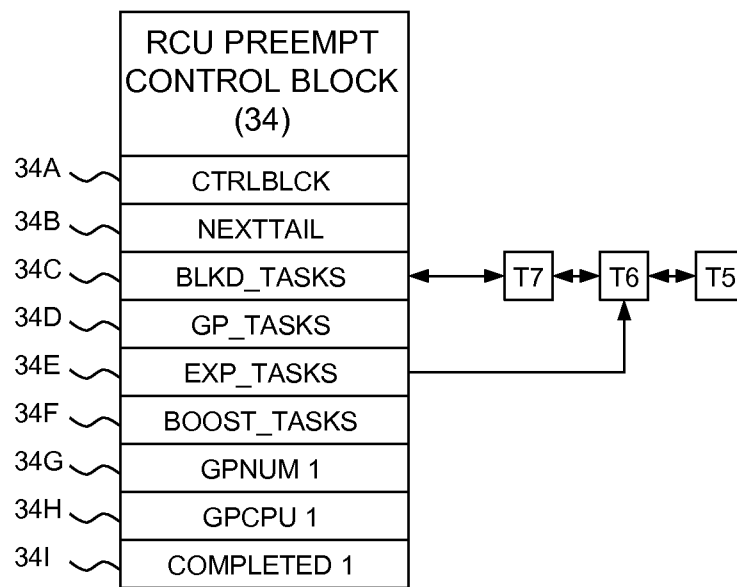 RCU PREEMPT
CONTROL BLOCK
(34)
34A CTRLBLCK
34B NEXTTAIL
34C BLKD_TASKS T7 T6 T5
34D GP_TASKS
34E EXP_TASKS
34F BOOST_TASKS
34G GPNUM 1
34H GPCPU 1
34I COMPLETED 1